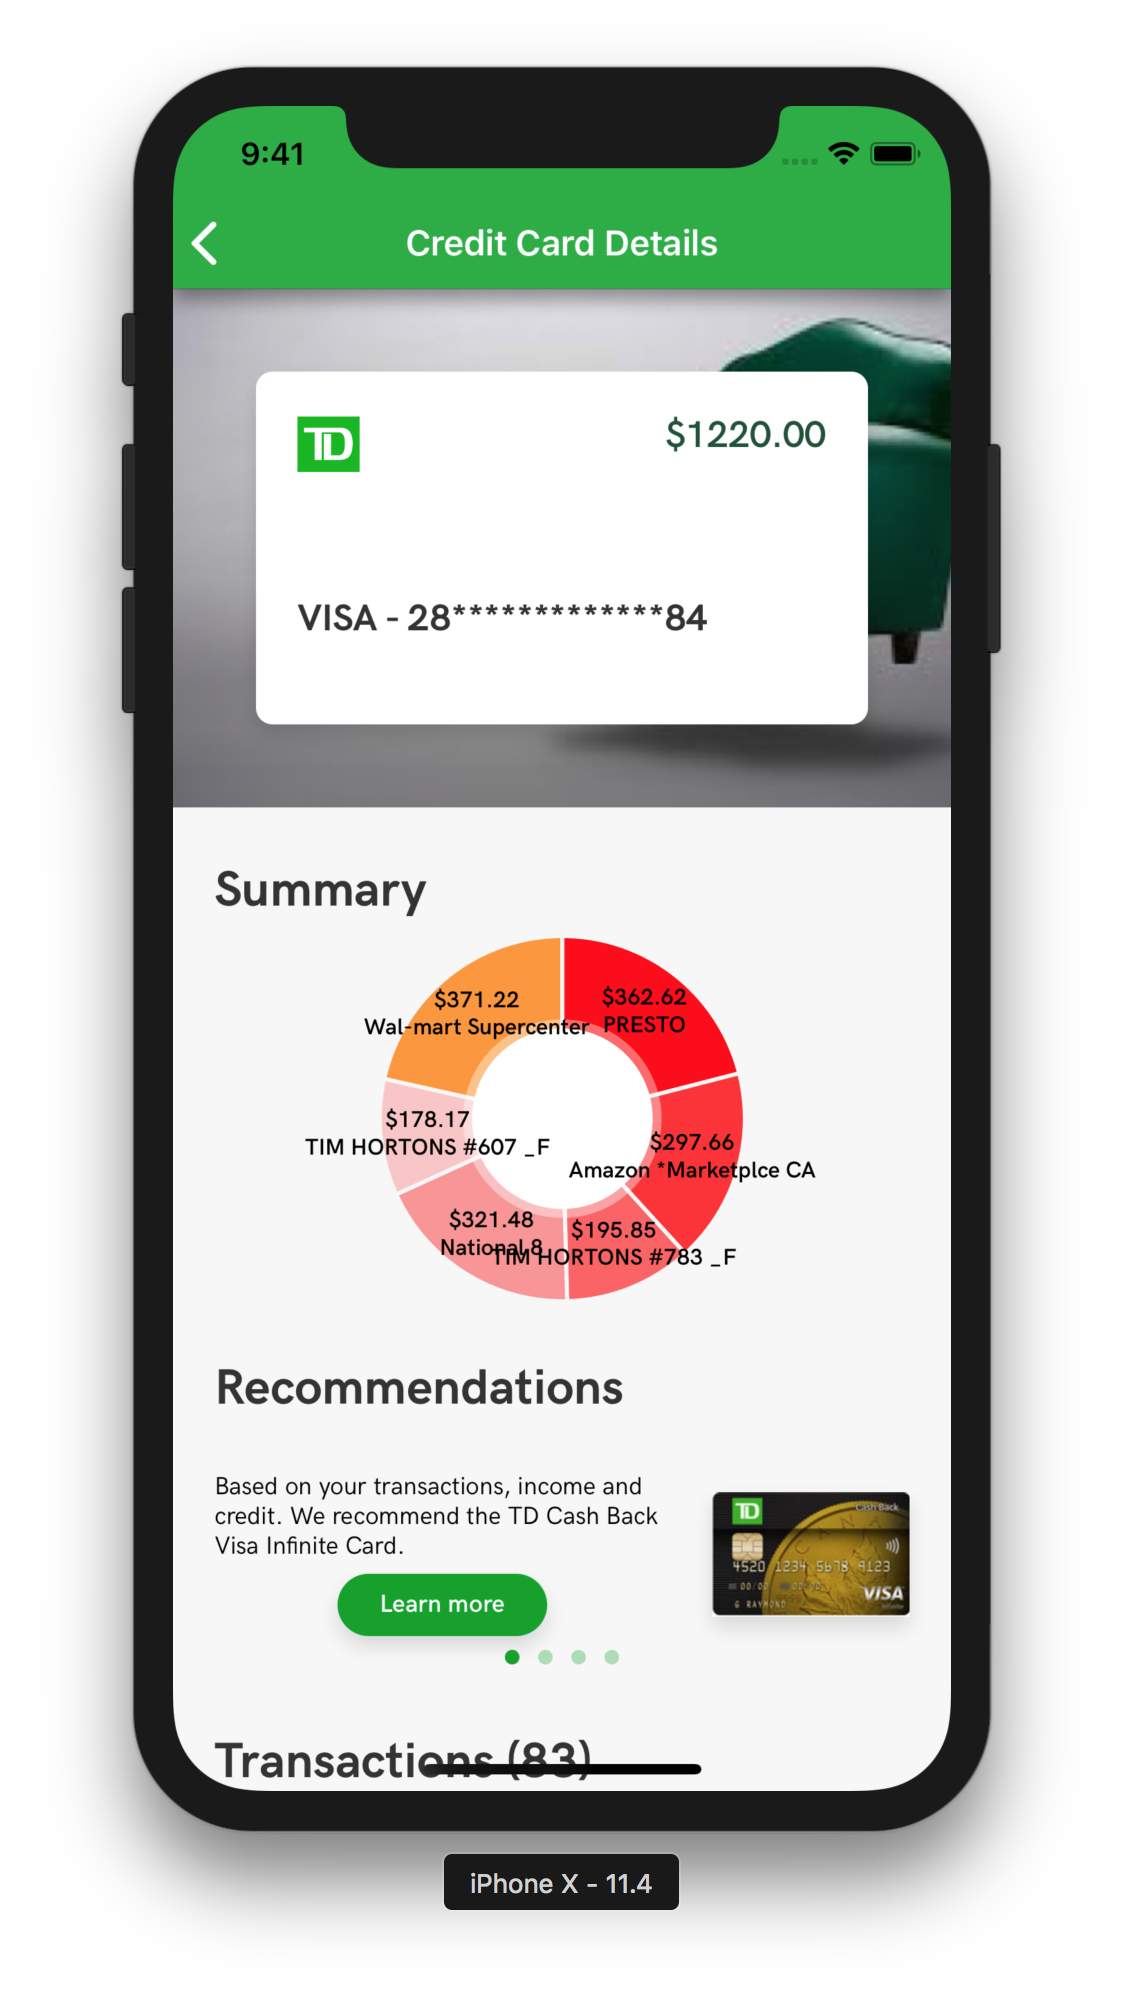 9:41
Credit Card Details
TD
$1220.00
VISA - 28*************84
Summary
$371.22
Wal-mart Supercenter
$362.62
PRESTO
$178.17
TIM HORTONS #607 _F
$297.66
Amazon *Marketplce CA
$321.48
National 8
$195.85
TIM HORTONS #783 _F
Recommendations
Based on your transactions, income and
credit. We recommend the TD Cash Back
Visa Infinite Card.
Learn more
TD
Cash Back
CANA
4520 1234 5678 9123
00/00
G RAYMOND
VISA
Infinite
Transactions (83)
iPhone X - 11.4